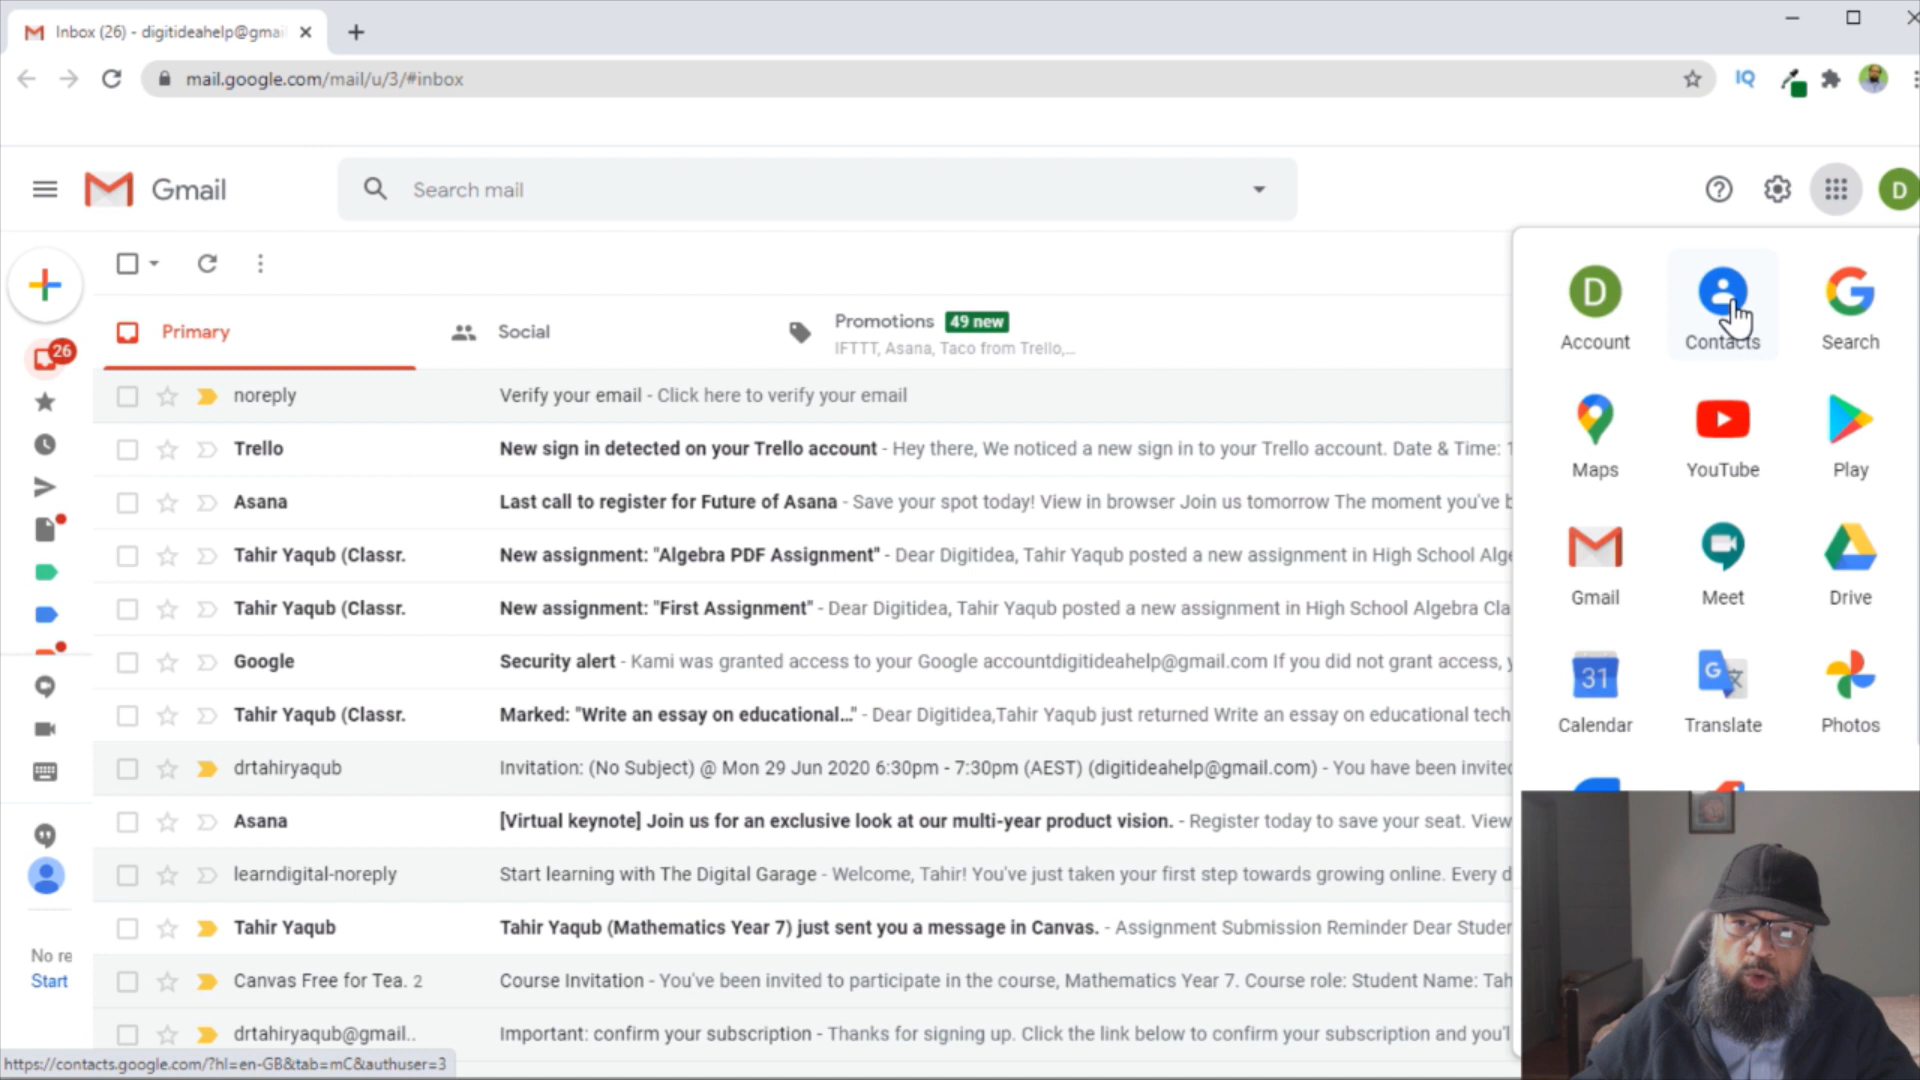 Inbox (26) - digitideahelp@gmai
mail.google.com/mail/u/3/#inbox
IQ
Gmail
Search mail
D
Primary
Social
Promotions 49 new
IFTTT, Asana, Taco from Trello,...
26
noreply Verify your email - Click here to verify your email
Trello New sign in detected on your Trello account - Hey there, We noticed a new sign in to your Trello account. Date & Time:
Asana Last call to register for Future of Asana - Save your spot today! View in browser Join us tomorrow The moment you've b
Tahir Yaqub (Classr. New assignment: "Algebra PDF Assignment" - Dear Digitidea, Tahir Yaqub posted a new assignment in High School Alge
Tahir Yaqub (Classr. New assignment: "First Assignment" - Dear Digitidea, Tahir Yaqub posted a new assignment in High School Algebra Cla
Google Security alert - Kami was granted access to your Google accountdigitideahelp@gmail.com If you did not grant access, y
Tahir Yaqub (Classr. Marked: "Write an essay on educational..." - Dear Digitidea,Tahir Yaqub just returned Write an essay on educational tech
drtahiryaqub Invitation: (No Subject) @ Mon 29 Jun 2020 6:30pm - 7:30pm (AEST) (digitideahelp@gmail.com) - You have been invited
Asana [Virtual keynote] Join us for an exclusive look at our multi-year product vision. - Register today to save your seat. View
learndigital-noreply Start learning with The Digital Garage - Welcome, Tahir! You've just taken your first step towards growing online. Every d
Tahir Yaqub Tahir Yaqub (Mathematics Year 7) just sent you a message in Canvas. - Assignment Submission Reminder Dear Studen
Canvas Free for Tea. 2 Course Invitation - You've been invited to participate in the course, Mathematics Year 7. Course role: Student Name: Tah
drtahiryaqub@gmail.. Important: confirm your subscription - Thanks for signing up. Click the link below to confirm your subscription and you'l
No re
Start
https://contacts.google.com/?hl=en-GB&tab=mC&authuser=3
D
Account Contacts Search
Maps YouTube Play
Gmail Meet Drive
31
G
Calendar Translate Photos